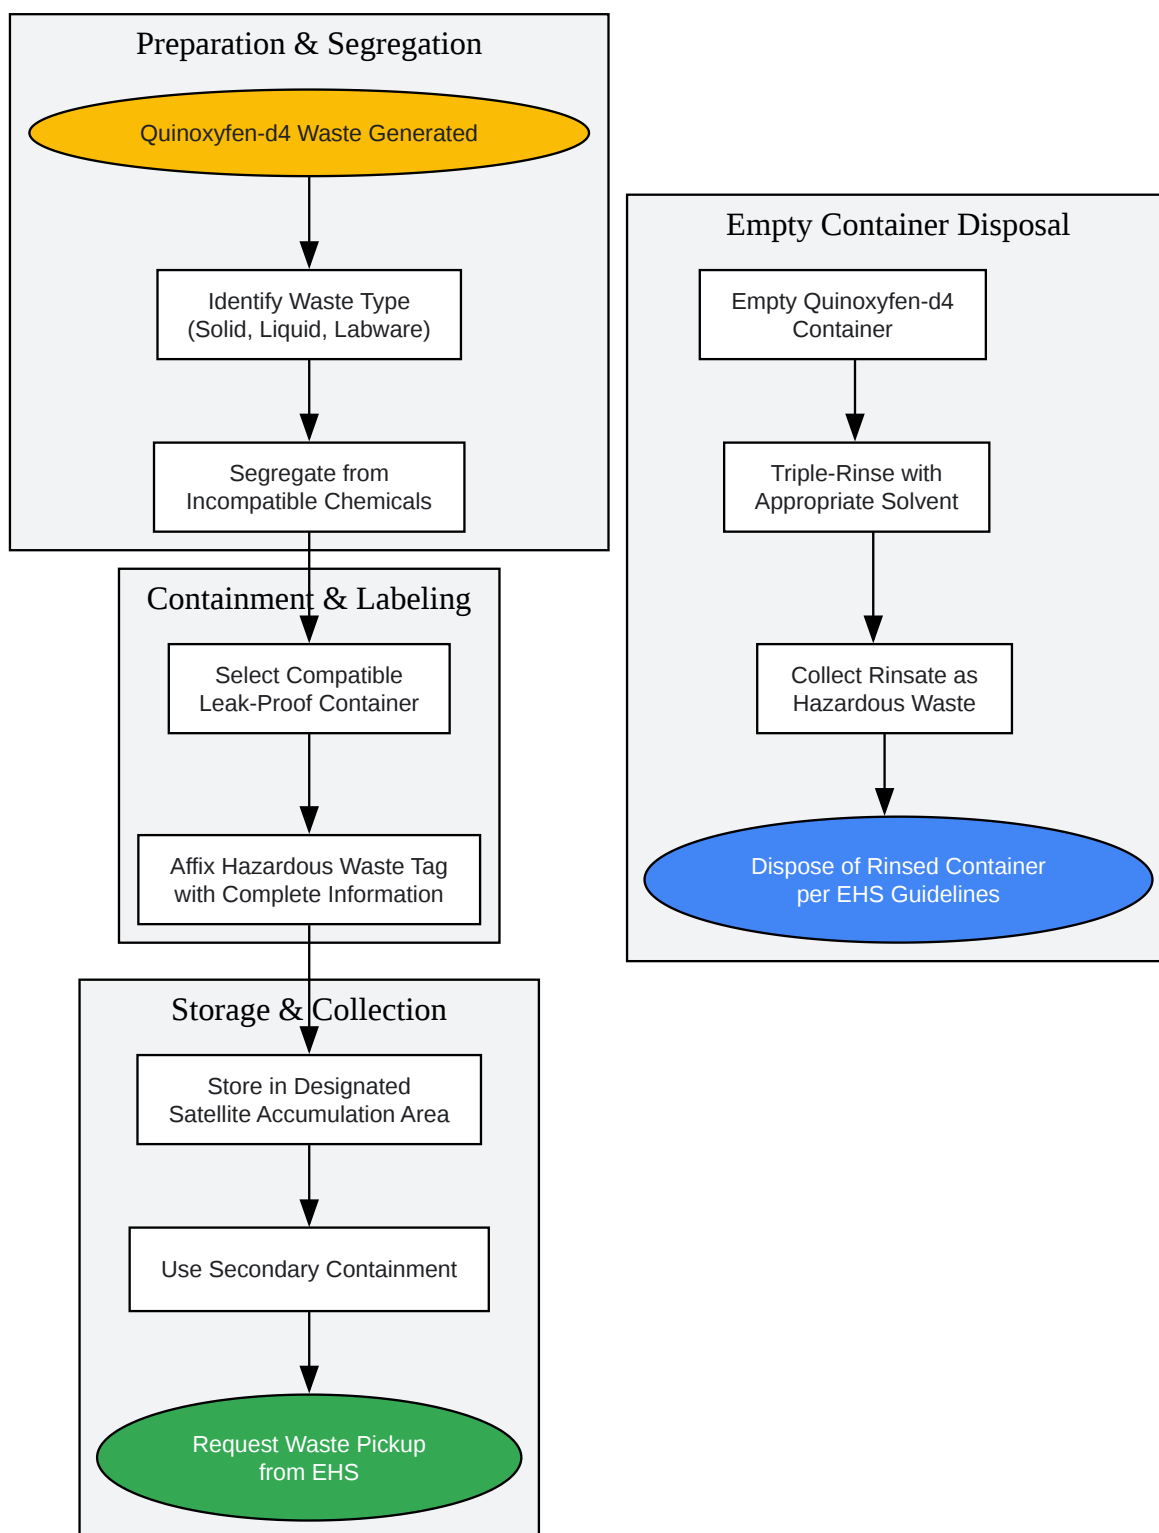 Preparation & Segregation
Quinoxyfen-d4 Waste Generated
Identify Waste Type
(Solid, Liquid, Labware)
Segregate from
Incompatible Chemicals
Containment & Labeling
Select Compatible
Leak-Proof Container
Affix Hazardous Waste Tag
with Complete Information
Storage & Collection
Store in Designated
Satellite Accumulation Area
Use Secondary Containment
Request Waste Pickup
from EHS
Empty Container Disposal
Empty Quinoxyfen-d4
Container
Triple-Rinse with
Appropriate Solvent
Collect Rinsate as
Hazardous Waste
Dispose of Rinsed Container
per EHS Guidelines